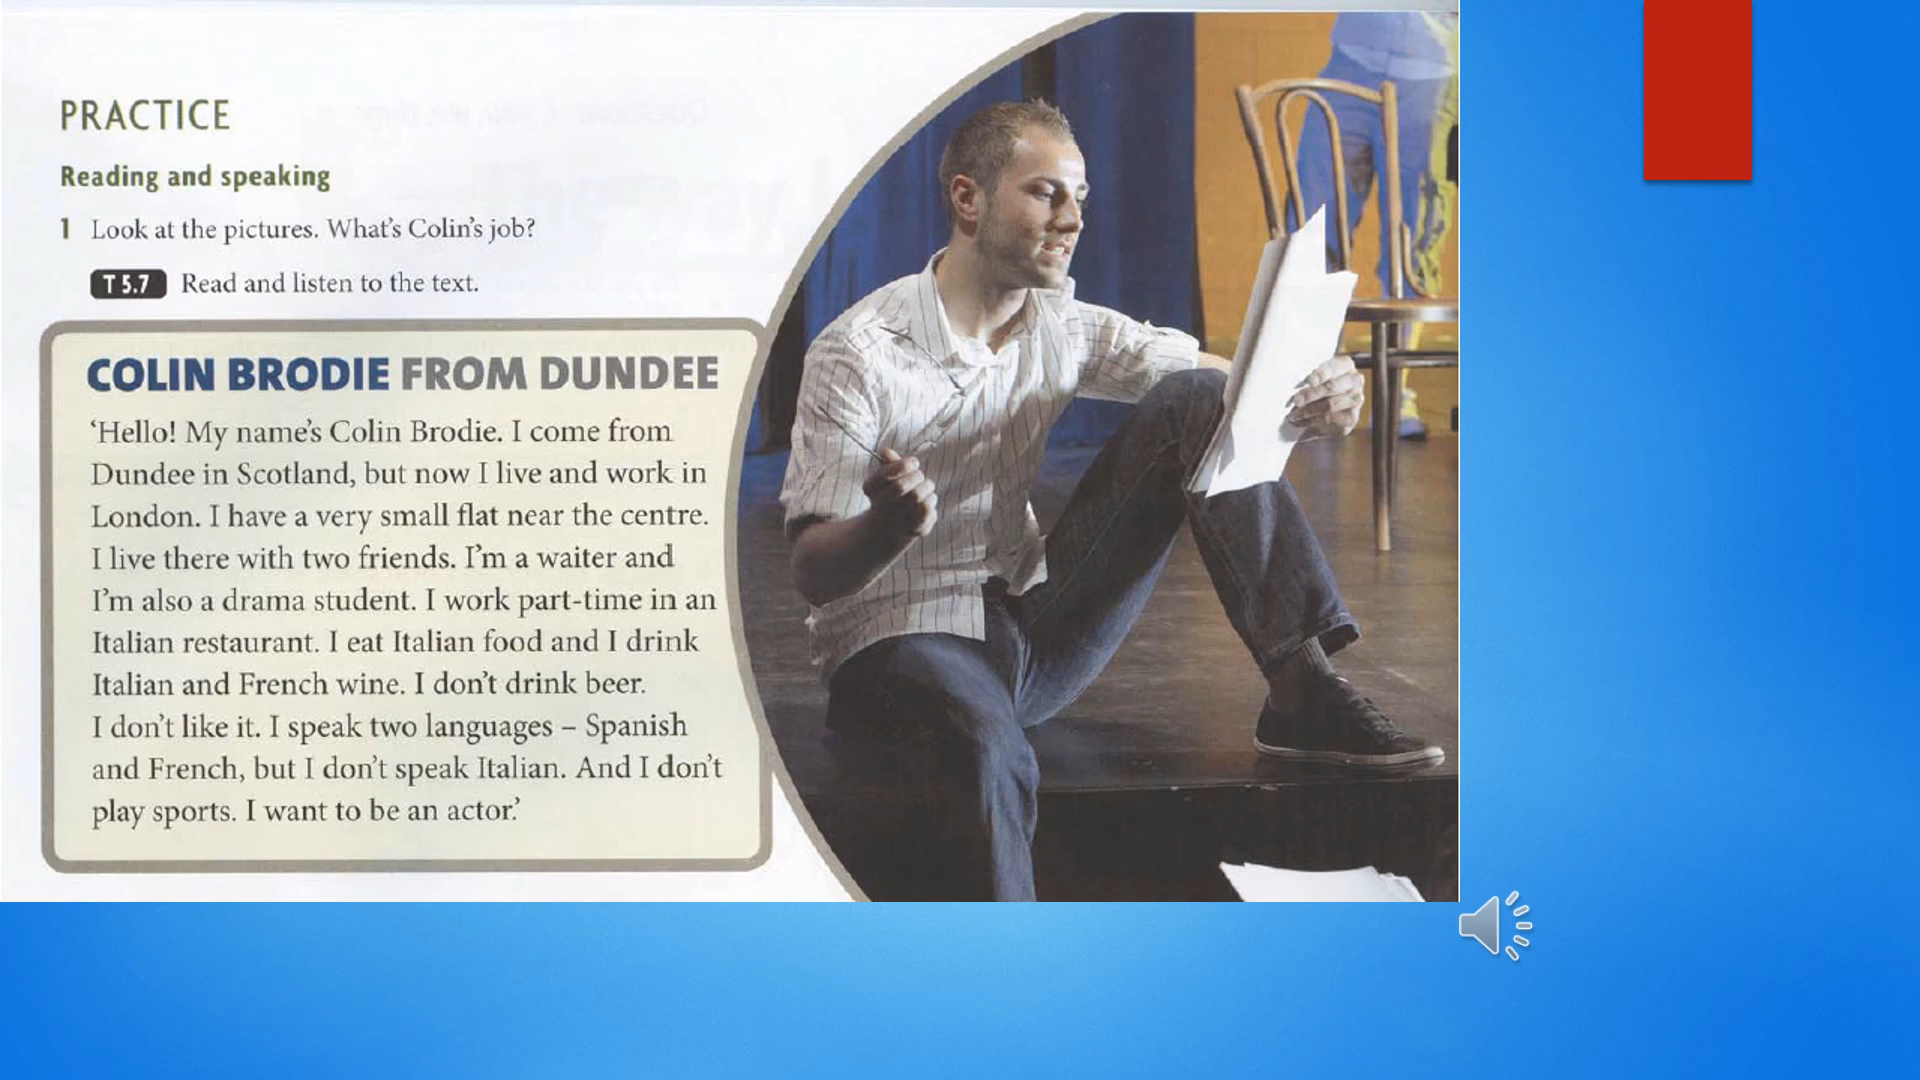 PRACTICE
Reading and speaking
1 Look at the pictures. What's Colin's job?
T 5.7 Read and listen to the text.
COLIN BRODIE FROM DUNDEE
‘Hello! My name’s Colin Brodie. I come from
Dundee in Scotland, but now I live and work in
London. I have a very small flat near the centre.
I live there with two friends. I’m a waiter and
I’m also a drama student. I work part-time in an
Italian restaurant. I eat Italian food and I drink
Italian and French wine. I don’t drink beer.
I don’t like it. I speak two languages – Spanish
and French, but I don’t speak Italian. And I don’t
play sports. I want to be an actor.’